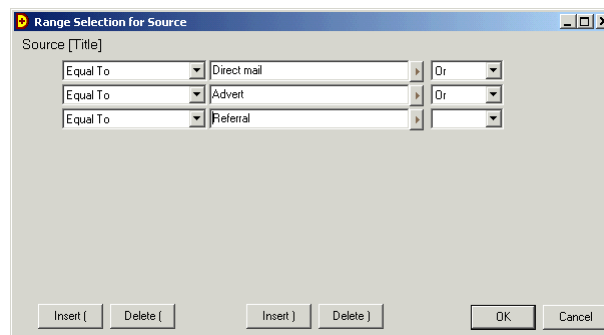 Range Selection for Source
Source [Title]
Equal To Direct mail Or
Equal To Advert Or
Equal To Referral
Insert ( Delete ( Insert ) Delete ) OK Cancel